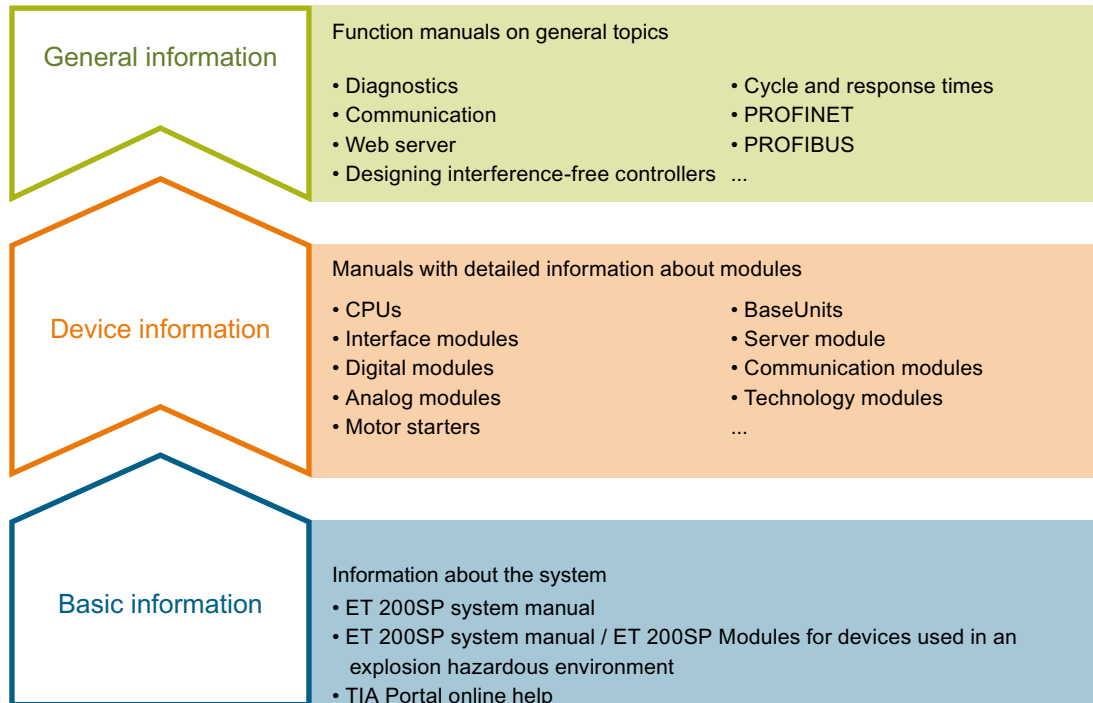 General information
Function manuals on general topics
• Diagnostics
• Communication
• Web server
• Designing interference-free controllers
• Cycle and response times
• PROFINET
• PROFIBUS
...
Device information
Manuals with detailed information about modules
• CPUs
• Interface modules
• Digital modules
• Analog modules
• Motor starters
• BaseUnits
• Server module
• Communication modules
• Technology modules
...
Basic information
Information about the system
• ET 200SP system manual
• ET 200SP system manual / ET 200SP Modules for devices used in an
explosion hazardous environment
• TIA Portal online help